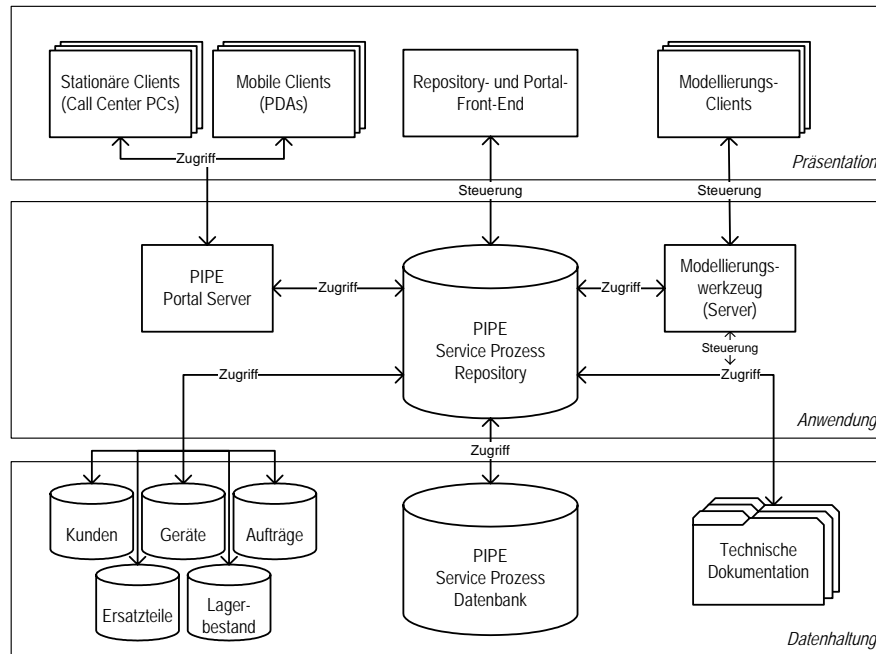 Stationäre Clients
(Call Center PCs)
Mobile Clients
(PDAs)
Repository- und Portal-
Front-End
Modellierungs-
Clients
Zugriff
Präsentation
Steuerung
Steuerung
PIPE
Portal Server
Zugriff
PIPE
Service Prozess
Repository
Zugriff
Modellierungs-
werkzeug
(Server)
Steuerung
Zugriff
Zugriff
Anwendung
Zugriff
Kunden
Geräte
Aufträge
Ersatzteile
Lager-
bestand
PIPE
Service Prozess
Datenbank
Technische
Dokumentation
Datenhaltung